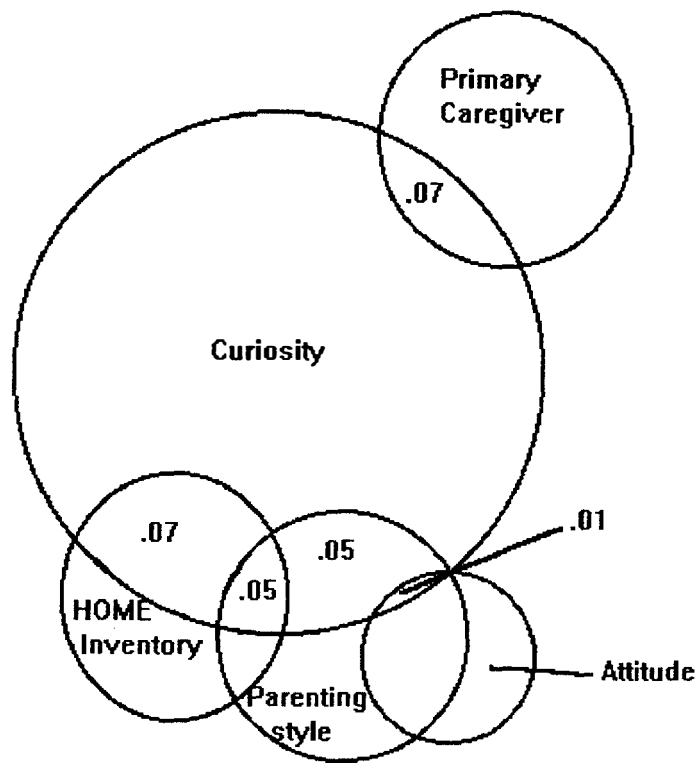 Primary
Caregiver
.07
Curiosity
.07
.05
.01
.05
HOME
Inventory
Parenting
style
Attitude